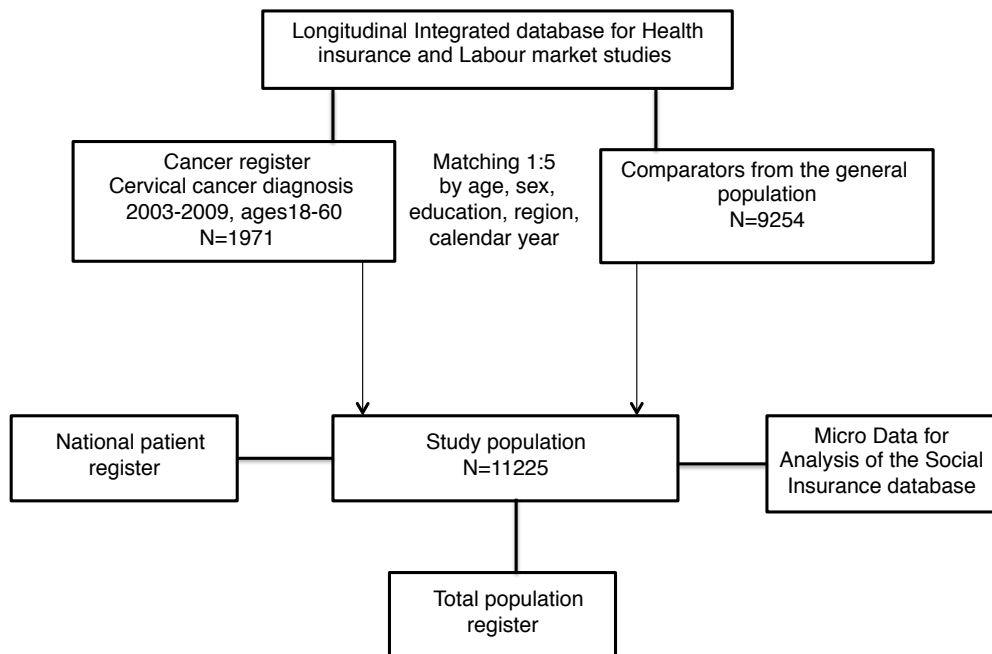 Longitudinal Integrated database for Health
insurance and Labour market studies
Cancer register
Cervical cancer diagnosis
2003-2009, ages18-60
N=1971
Matching 1:5
by age, sex,
education, region,
calendar year
Comparators from the general
population
N=9254
National patient
register
Study population
N=11225
Micro Data for
Analysis of the Social
Insurance database
Total population
register